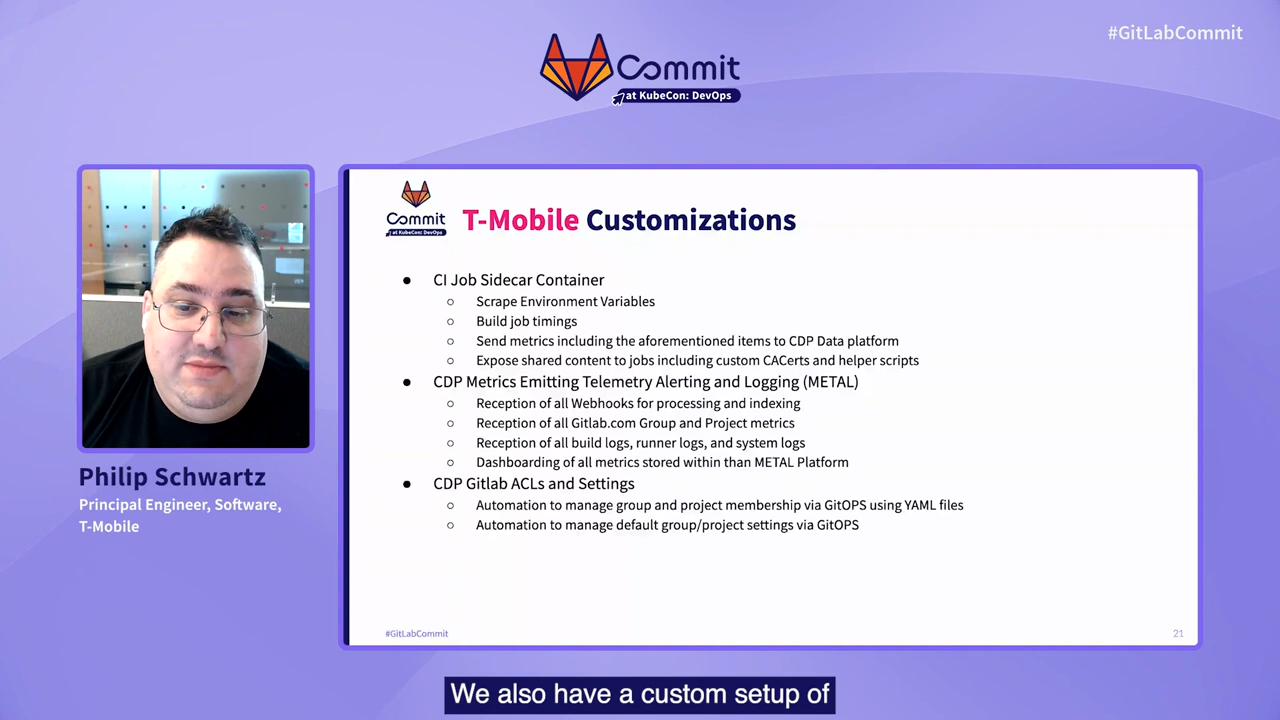 #GitLabCommit
Commit
at KubeCon: DevOps
Commit
at KubeCon: DevOps
T-Mobile Customizations
● CI Job Sidecar Container
○ Scrape Environment Variables
○ Build job timings
○ Send metrics including the aforementioned items to CDP Data platform
○ Expose shared content to jobs including custom CACerts and helper scripts
● CDP Metrics Emitting Telemetry Alerting and Logging (METAL)
○ Reception of all Webhooks for processing and indexing
○ Reception of all Gitlab.com Group and Project metrics
○ Reception of all build logs, runner logs, and system logs
○ Dashboarding of all metrics stored within than METAL Platform
● CDP Gitlab ACLs and Settings
○ Automation to manage group and project membership via GitOPS using YAML files
○ Automation to manage default group/project settings via GitOPS
#GitLabCommit
21
Philip Schwartz
Principal Engineer, Software,
T-Mobile
We also have a custom setup of